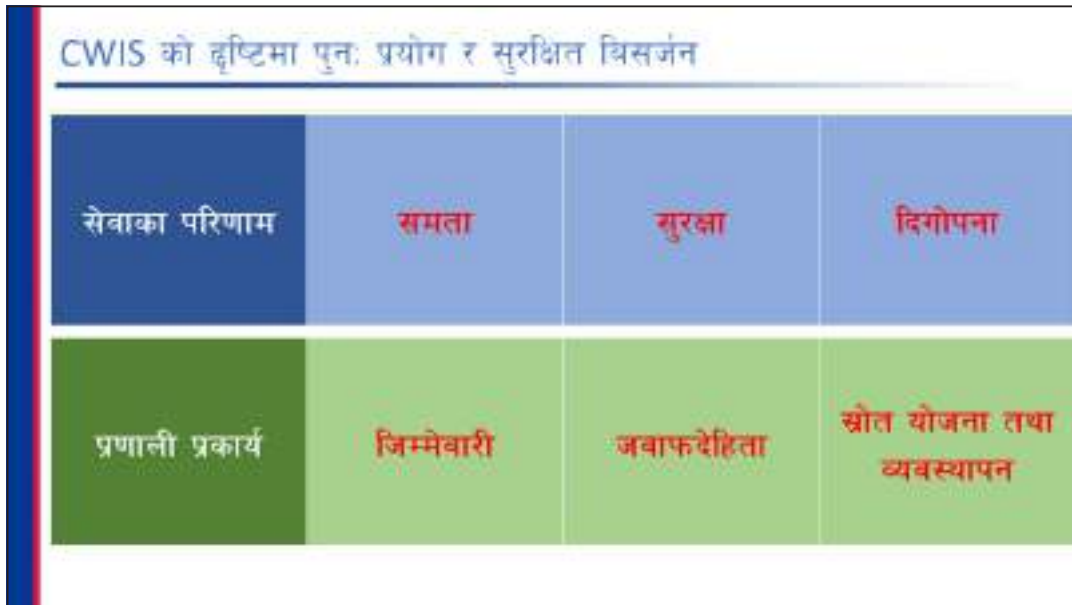 CWIS को दृष्टिमा पुनः प्रयोग र सुरक्षित विसर्जन
सेवाका परिणाम
समता
सुरक्षा
दिगोपना
प्रणाली प्रकार्य
जिम्मेवारी
जवाफदेहिता
स्रोत योजना तथा
व्यवस्थापन